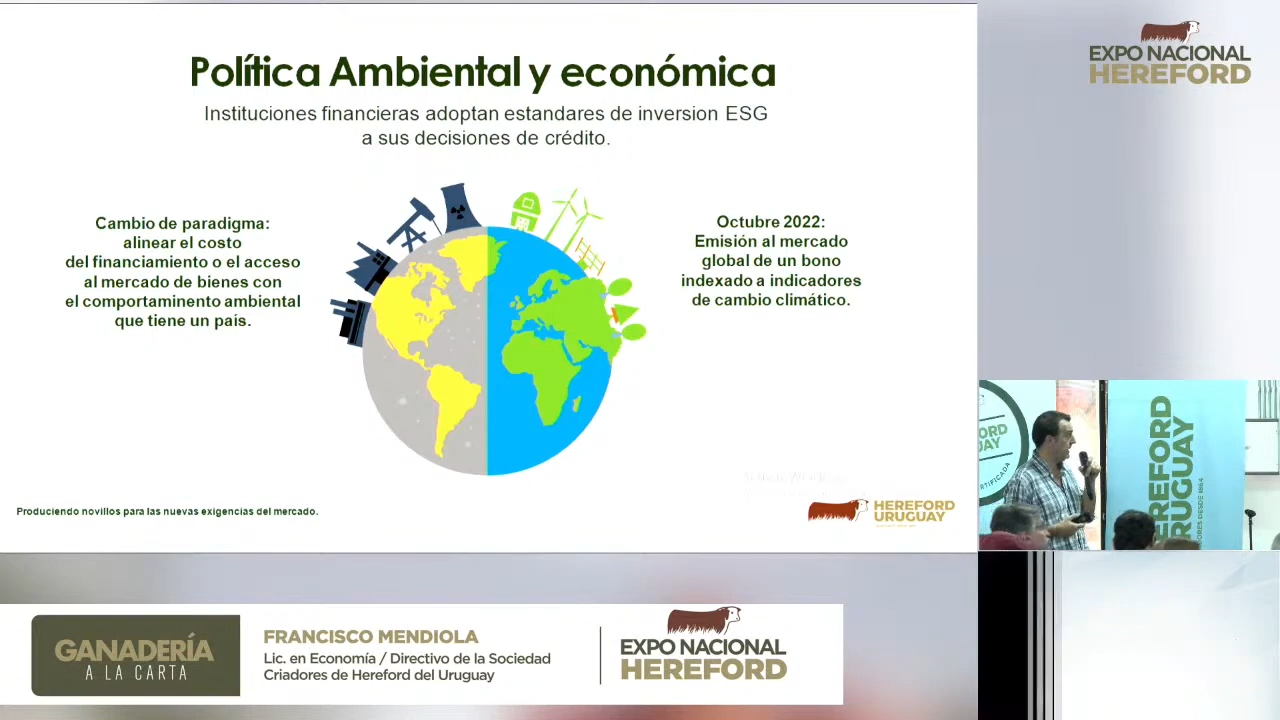 Política Ambiental y económica
Instituciones financieras adoptan estandares de inversion ESG
a sus decisiones de crédito.
Cambio de paradigma:
alinear el costo
del financiamiento o el acceso
al mercado de bienes con
el comportaminento ambiental
que tiene un país.
Octubre 2022:
Emisión al mercado
global de un bono
indexado a indicadores
de cambio climático.
Produciendo novillos para las nuevas exigencias del mercado.
HEREFORD
URUGUAY
EXPO NACIONAL
HEREFORD
HEREFORD
URUGUAY
DESDE 1864
GANADERÍA
A LA CARTA
FRANCISCO MENDIOLA
Lic. en Economía / Directivo de la Sociedad
Criadores de Hereford del Uruguay
EXPO NACIONAL
HEREFORD